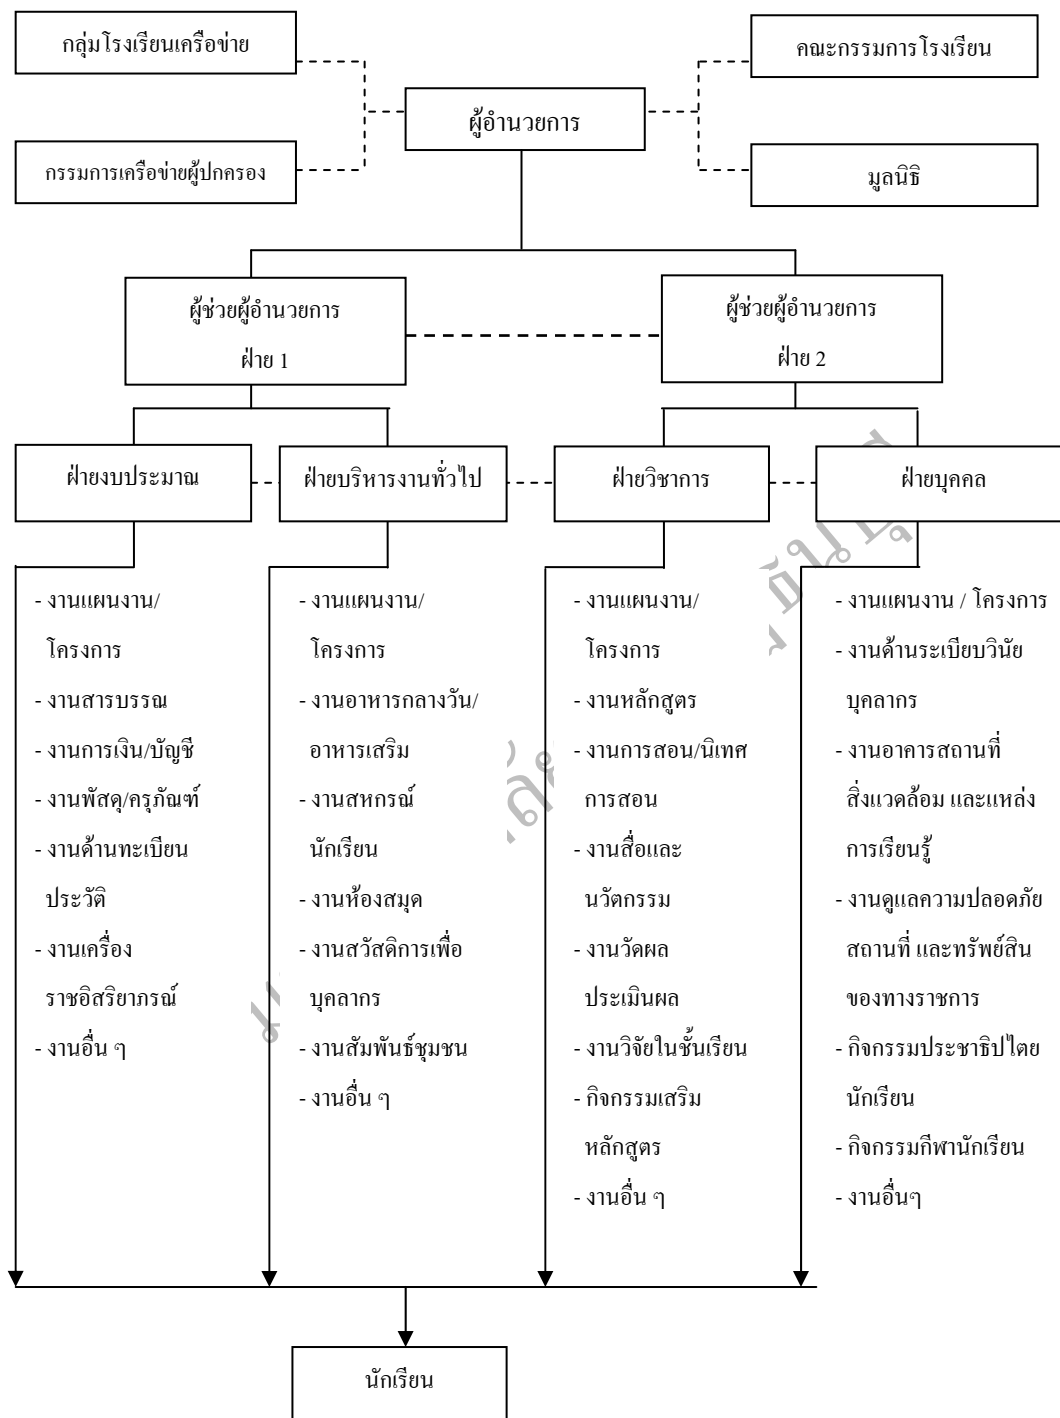 กลุ่มโรงเรียนเครือข่าย
คณะกรรมการโรงเรียน
ผู้อำนวยการ
กรรมการเครือข่ายผู้ปกครอง
มูลนิธิ
ผู้ช่วยผู้อำนวยการ
ฝ่าย 1
ผู้ช่วยผู้อำนวยการ
ฝ่าย 2
ฝ่ายงบประมาณ
ฝ่ายบริหารงานทั่วไป
ฝ่ายวิชาการ
ฝ่ายบุคคล
- งานแผนงาน/
โครงการ
- งานสารบรรณ
- งานการเงิน/บัญชี
- งานพัสดุ/ครุภัณฑ์
- งานด้านทะเบียน
ประวัติ
- งานเครื่อง
ราชอิสริยาภรณ์
- งานอื่น ๆ
- งานแผนงาน/
โครงการ
- งานอาหารกลางวัน/
อาหารเสริม
- งานสหกรณ์
นักเรียน
- งานห้องสมุด
- งานสวัสดิการเพื่อ
บุคลากร
- งานสัมพันธ์ชุมชน
- งานอื่น ๆ
- งานแผนงาน/
โครงการ
- งานหลักสูตร
- งานการสอน/นิเทศ
การสอน
- งานสื่อและ
นวัตกรรม
- งานวัดผล
ประเมินผล
- งานวิจัยในชั้นเรียน
- กิจกรรมเสริม
หลักสูตร
- งานอื่น ๆ
- งานแผนงาน / โครงการ
- งานด้านระเบียบวินัย
บุคลากร
- งานอาคารสถานที่
สิ่งแวดล้อม และแหล่ง
การเรียนรู้
- งานดูแลความปลอดภัย
สถานที่ และทรัพย์สิน
ของทางราชการ
- กิจกรรมประชาธิปไตย
นักเรียน
- กิจกรรมกีฬานักเรียน
- งานอื่นๆ
นักเรียน